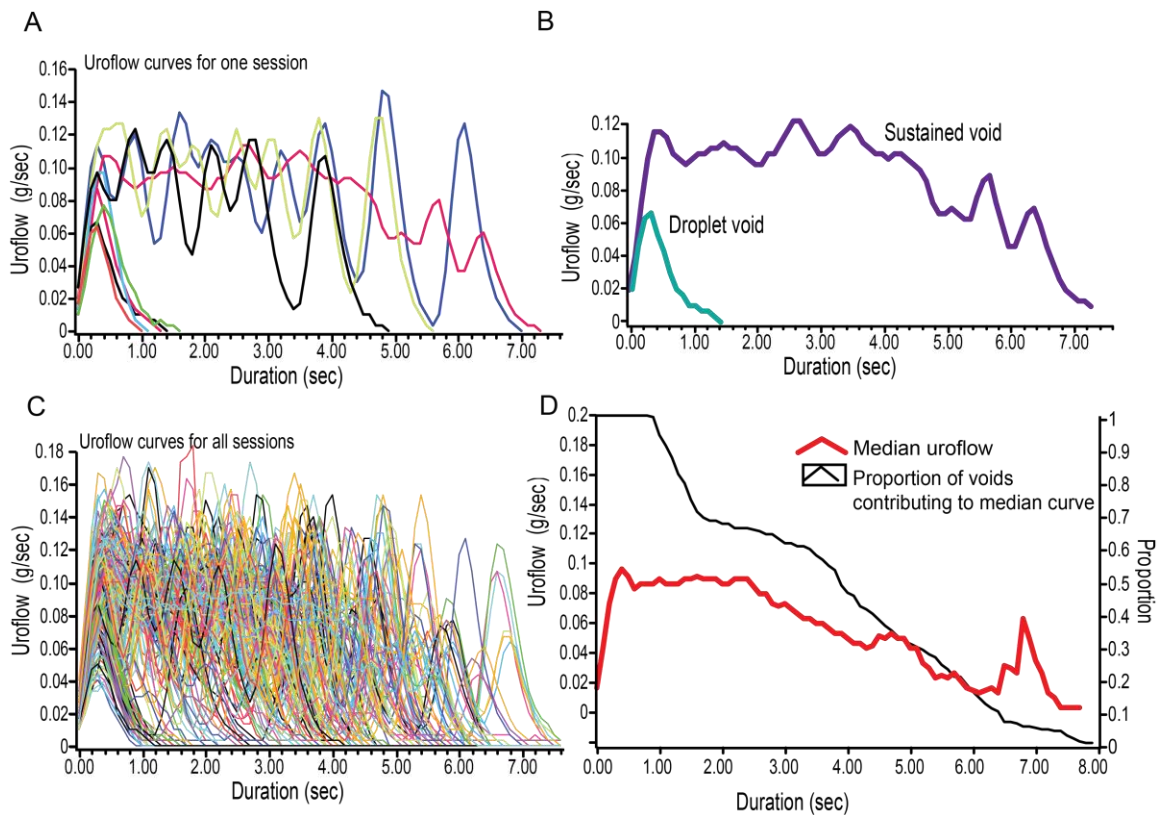 A
Uroflow curves for one session
0.16
0.14
0.12
0.10
0.08
0.06
0.04
0.02
0
Uroflow (g/sec)
0.00 1.00 2.00 3.00 4.00 5.00 6.00 7.00
Duration (sec)
B
0.12
0.10
0.08
0.06
0.04
0.02
0
Uroflow (g/sec)
Sustained void
Droplet void
0.00 1.00 2.00 3.00 4.00 5.00 6.00 7.00
Duration (sec)
C
Uroflow curves for all sessions
0.18
0.16
0.14
0.12
0.10
0.08
0.06
0.04
0.02
0
Uroflow (g/sec)
0.00 1.00 2.00 3.00 4.00 5.00 6.00 7.00
Duration (sec)
D
0.2
0.18
0.16
0.14
0.12
0.1
0.08
0.06
0.04
0.02
0
Uroflow (g/sec)
Median uroflow
Proportion of voids
contributing to median curve
1
0.9
0.8
0.7
0.6
0.5
0.4
0.3
0.2
0.1
0
Proportion
0.00 1.00 2.00 3.00 4.00 5.00 6.00 7.00 8.00
Duration (sec)